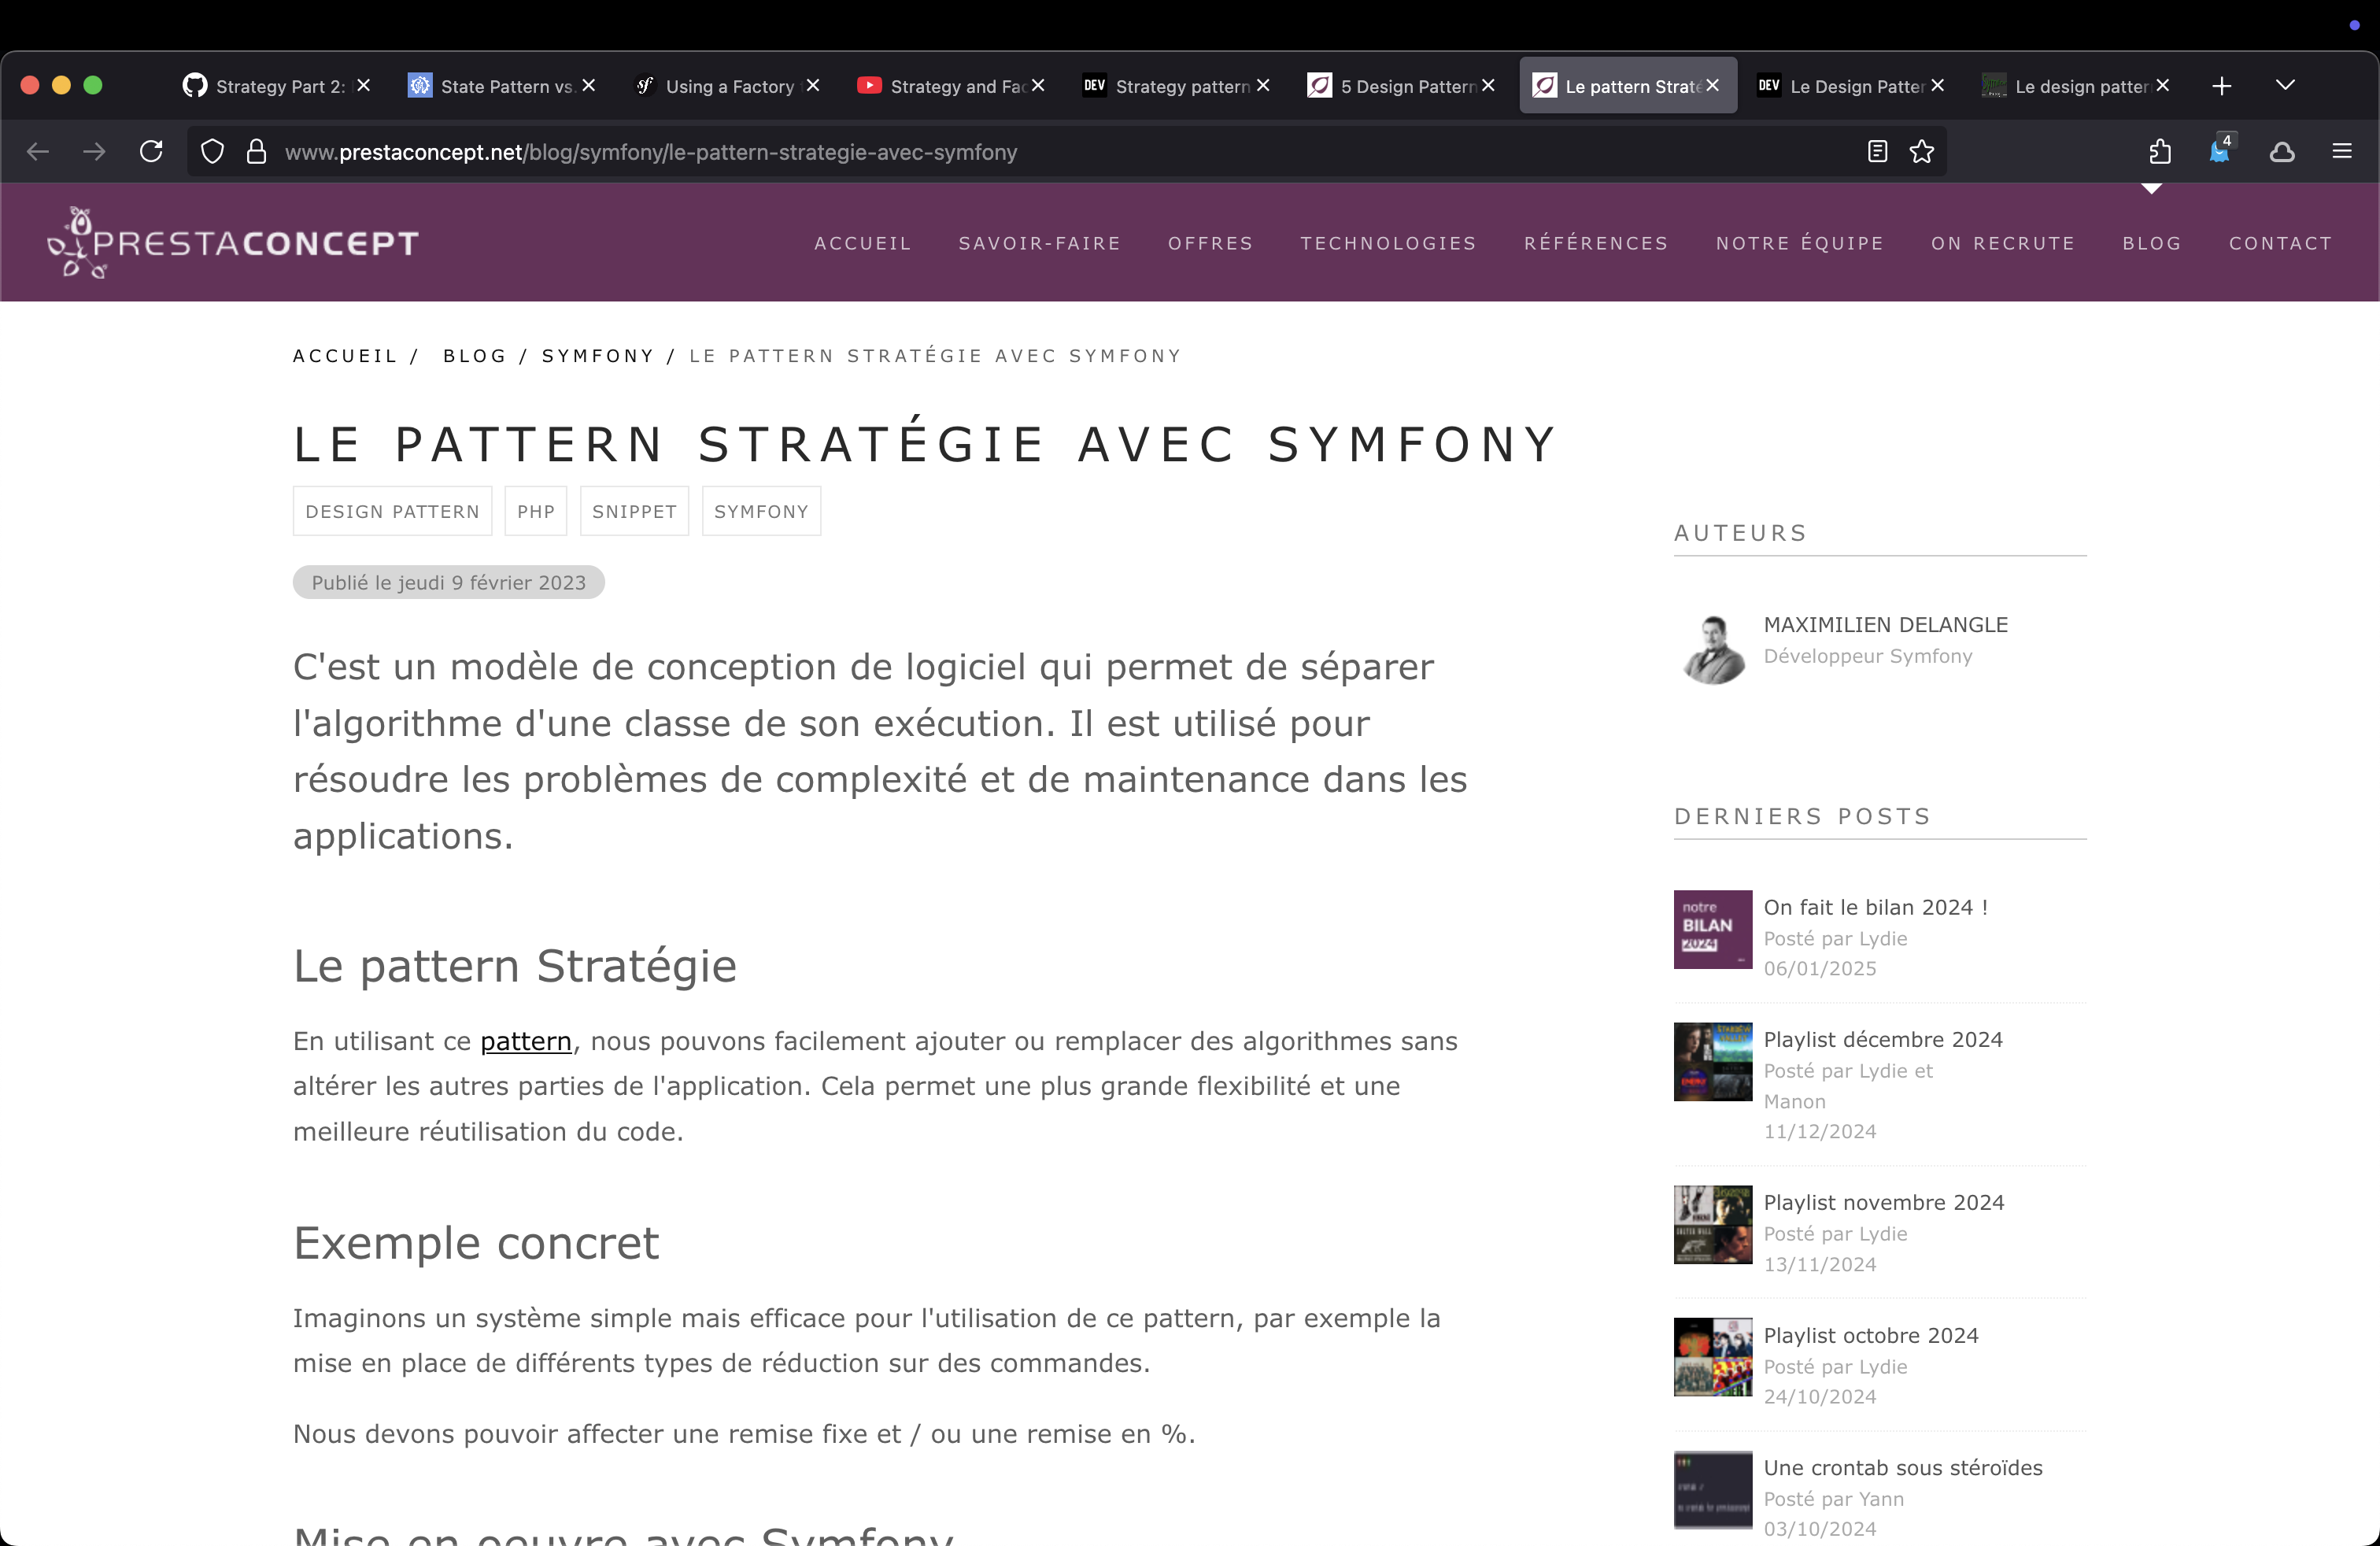 Strategy Part 2:
State Pattern vs.
Using a Factory
Strategy and Fac
DEV Strategy pattern
5 Design Pattern
Le pattern Straté
DEV Le Design Patter
Le design patter
www.prestaconcept.net/blog/symfony/le-pattern-strategie-avec-symfony
4
PRESTACONCEPT
ACCUEIL SAVOIR-FAIRE OFFRES TECHNOLOGIES RÉFÉRENCES NOTRE ÉQUIPE ON RECRUTE BLOG CONTACT
ACCUEIL / BLOG / SYMFONY / LE PATTERN STRATÉGIE AVEC SYMFONY
LE PATTERN STRATÉGIE AVEC SYMFONY
DESIGN PATTERN PHP SNIPPET SYMFONY
Publié le jeudi 9 février 2023
C'est un modèle de conception de logiciel qui permet de séparer
l'algorithme d'une classe de son exécution. Il est utilisé pour
résoudre les problèmes de complexité et de maintenance dans les
applications.
Le pattern Stratégie
En utilisant ce pattern, nous pouvons facilement ajouter ou remplacer des algorithmes sans
altérer les autres parties de l'application. Cela permet une plus grande flexibilité et une
meilleure réutilisation du code.
Exemple concret
Imaginons un système simple mais efficace pour l'utilisation de ce pattern, par exemple la
mise en place de différents types de réduction sur des commandes.
Nous devons pouvoir affecter une remise fixe et / ou une remise en %.
Mise en oeuvre avec Symfony
AUTEURS
MAXIMILIEN DELANGLE
Développeur Symfony
DERNIERS POSTS
notre
BILAN
2024
On fait le bilan 2024 !
Posté par Lydie
06/01/2025
Playlist décembre 2024
Posté par Lydie et
Manon
11/12/2024
Playlist novembre 2024
Posté par Lydie
13/11/2024
Playlist octobre 2024
Posté par Lydie
24/10/2024
Une crontab sous stéroïdes
Posté par Yann
03/10/2024